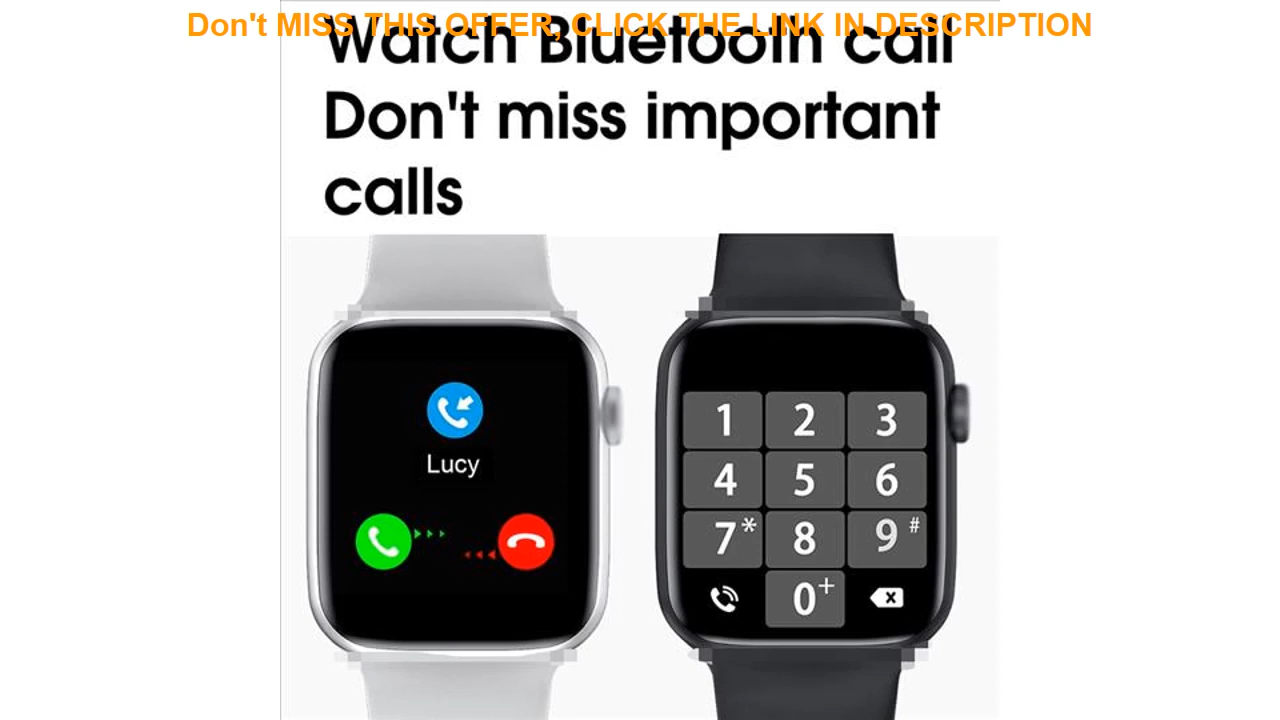 Don't MISS THIS OFFER, CLICK THE LINK IN DESCRIPTION
Watch Bluetooth call
Don't miss important
calls
Lucy
1 2 3
4 5 6
7* 8 9#
0+